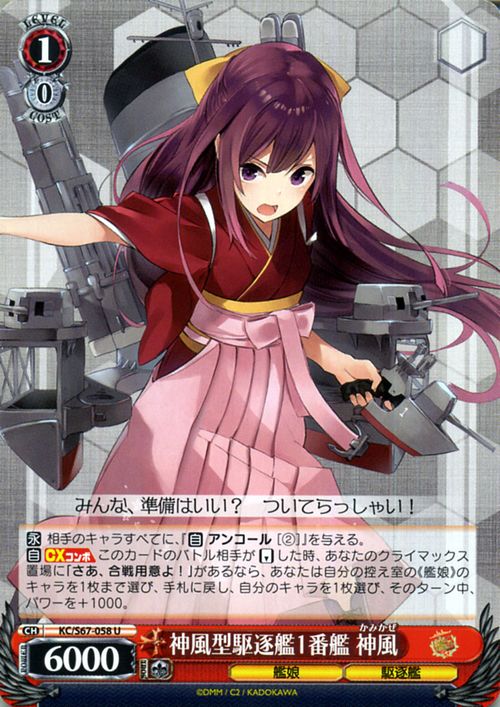 LEVEL
1
0
COST
みんな、準備はいい？　ついてらっしゃい！
永 相手のキャラすべてに、「自 アンコール［②］」を与える。
自 CXコンボ このカードのバトル相手が した時、あなたのクライマックス
置場に「さあ、合戦用意よ！」があるなら、あなたは自分の控え室の《艦娘》の
キャラを1枚まで選び、手札に戻し、自分のキャラを1枚選び、そのターン中、
パワーを＋1000。
CH KC/S67-058 U
かみかぜ
神風型駆逐艦1番艦 神風
POWER 6000 SOUL
艦娘 駆逐艦
©DMM / C2 / KADOKAWA